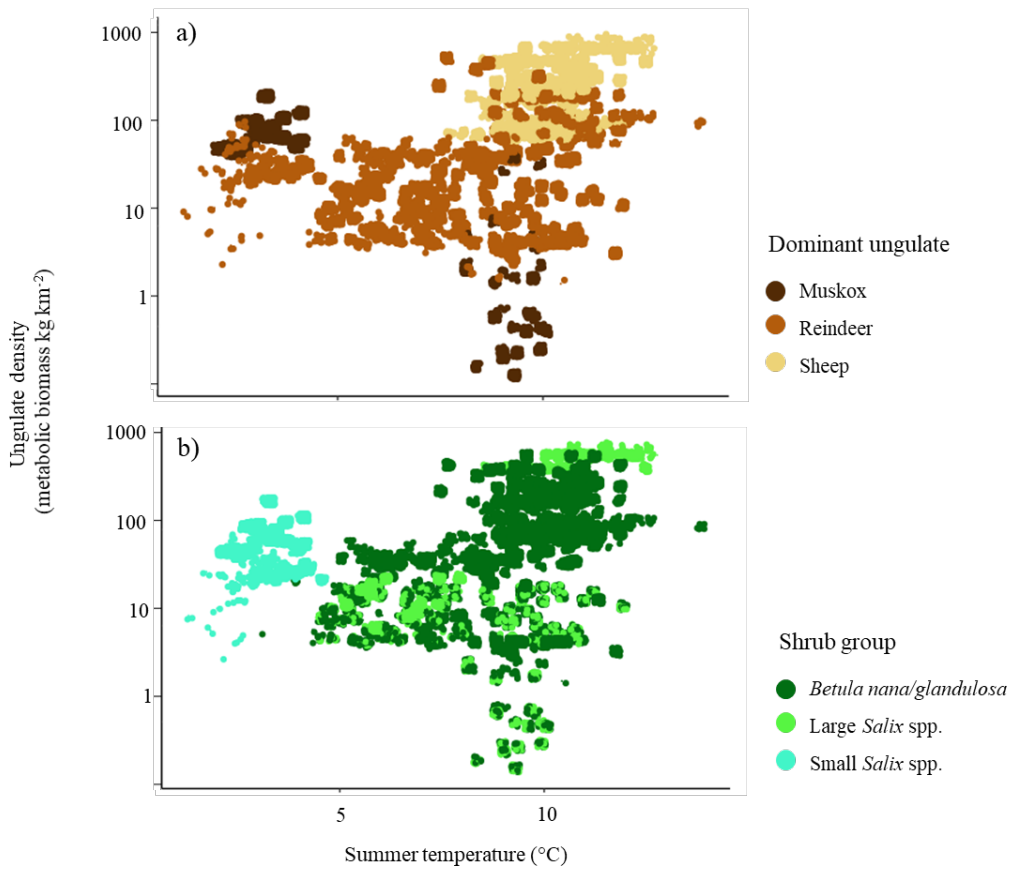 a)
1000
100
10
1
Dominant ungulate
Muskox
Reindeer
Sheep
Ungulate density
(metabolic biomass kg km⁻²)
b)
1000
100
10
1
Shrub group
Betula nana/glandulosa
Large Salix spp.
Small Salix spp.
5
10
Summer temperature (°C)